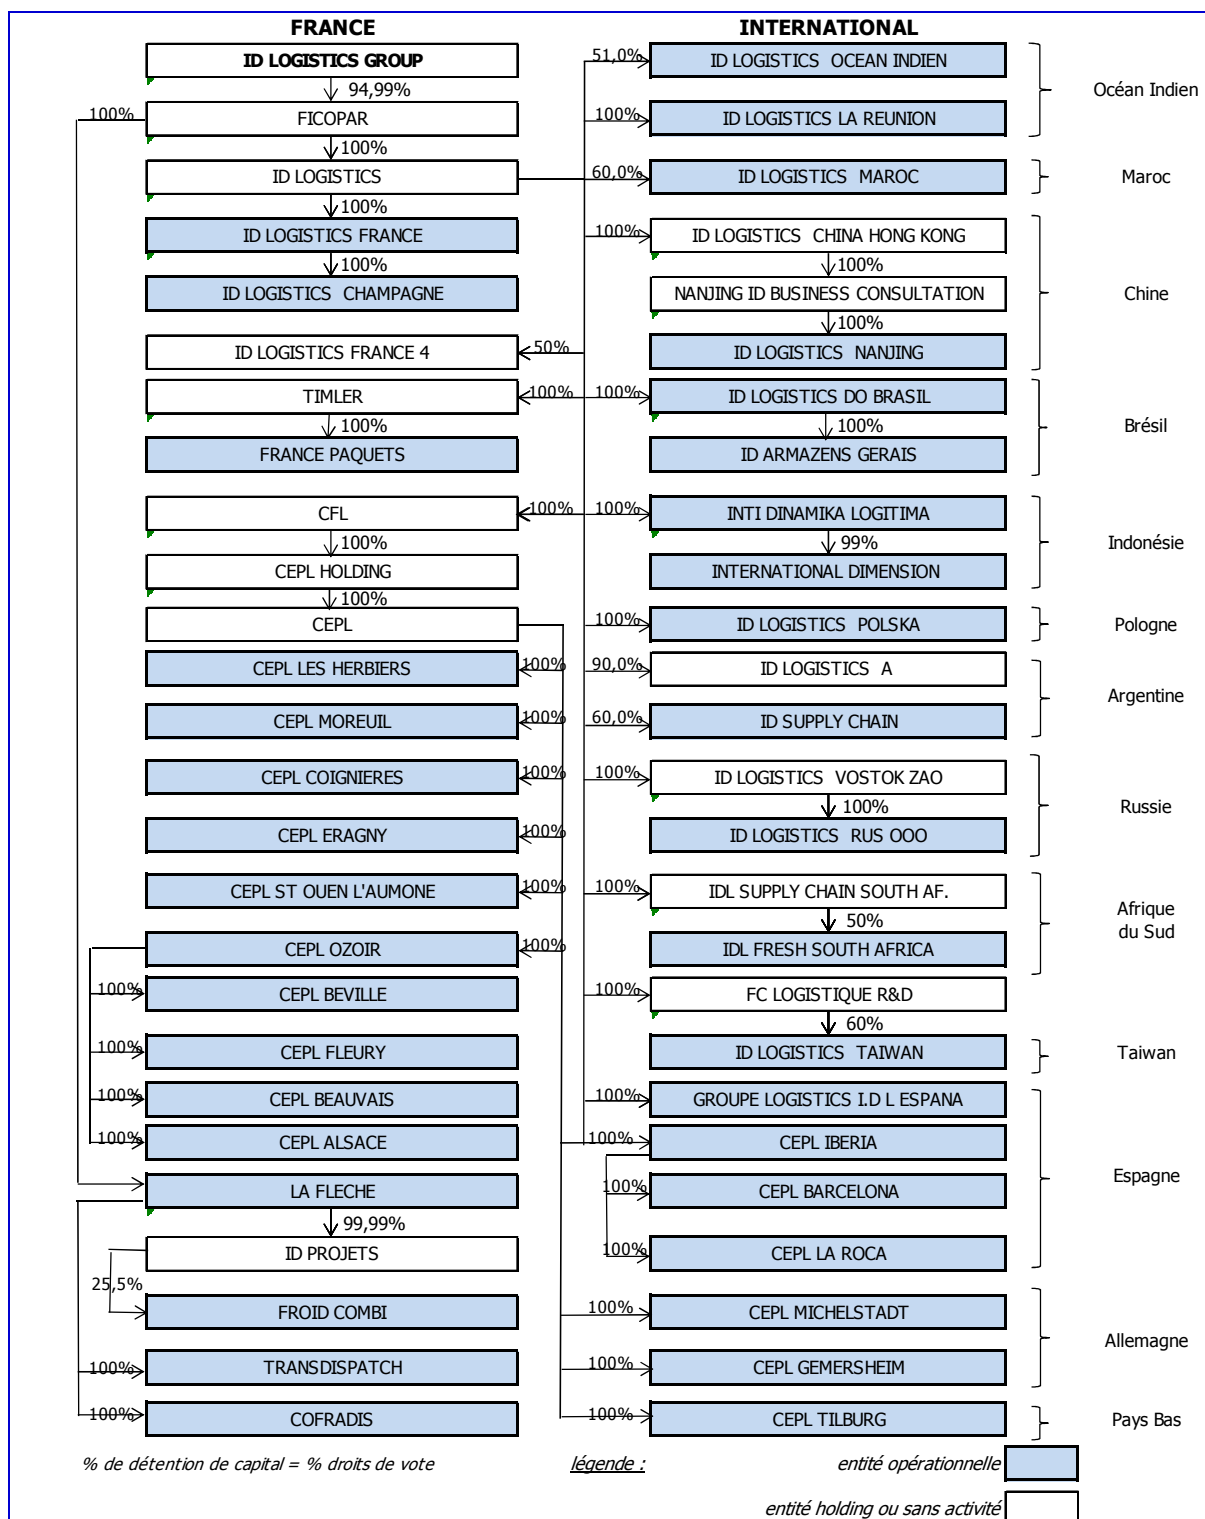 FRANCE
INTERNATIONAL
ID LOGISTICS GROUP
51,0%
ID LOGISTICS OCEAN INDIEN
94,99%
Océan Indien
100%
FICOPAR
100%
ID LOGISTICS LA REUNION
100%
ID LOGISTICS
60,0%
ID LOGISTICS MAROC
Maroc
100%
ID LOGISTICS FRANCE
100%
ID LOGISTICS CHINA HONG KONG
100%
100%
ID LOGISTICS CHAMPAGNE
NANJING ID BUSINESS CONSULTATION
Chine
100%
ID LOGISTICS FRANCE 4
50%
ID LOGISTICS NANJING
TIMLER
100%
100%
ID LOGISTICS DO BRASIL
100%
100%
Brésil
FRANCE PAQUETS
ID ARMAZENS GERAIS
CFL
100%
100%
INTI DINAMIKA LOGITIMA
100%
99%
Indonésie
CEPL HOLDING
INTERNATIONAL DIMENSION
100%
CEPL
100%
ID LOGISTICS POLSKA
Pologne
CEPL LES HERBIERS
100%
90,0%
ID LOGISTICS A
Argentine
CEPL MOREUIL
100%
60,0%
ID SUPPLY CHAIN
CEPL COIGNIERES
100%
100%
ID LOGISTICS VOSTOK ZAO
100%
Russie
CEPL ERAGNY
100%
ID LOGISTICS RUS OOO
CEPL ST OUEN L'AUMONE
100%
100%
IDL SUPPLY CHAIN SOUTH AF.
50%
Afrique
du Sud
CEPL OZOIR
100%
IDL FRESH SOUTH AFRICA
100%
CEPL BEVILLE
100%
FC LOGISTIQUE R&D
60%
100%
CEPL FLEURY
ID LOGISTICS TAIWAN
Taiwan
100%
CEPL BEAUVAIS
100%
GROUPE LOGISTICS I.D L ESPANA
100%
CEPL ALSACE
100%
CEPL IBERIA
Espagne
LA FLECHE
100%
CEPL BARCELONA
99,99%
ID PROJETS
100%
CEPL LA ROCA
25,5%
FROID COMBI
100%
CEPL MICHELSTADT
Allemagne
100%
TRANSDISPATCH
100%
CEPL GEMERSHEIM
100%
COFRADIS
100%
CEPL TILBURG
Pays Bas
% de détention de capital = % droits de vote
légende :
entité opérationnelle
entité holding ou sans activité